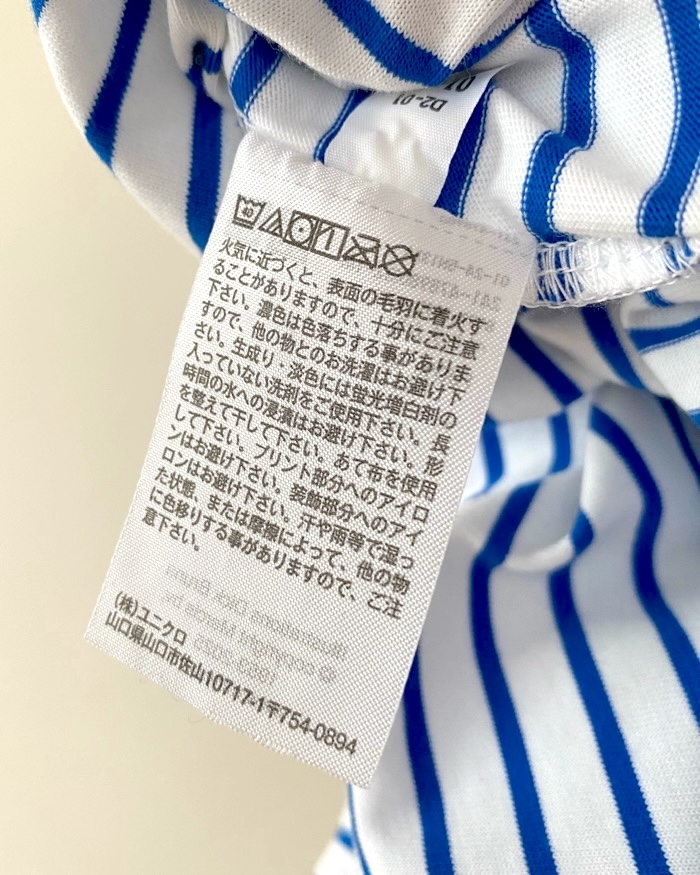 D2-01
40
火気に近づくと、表面の毛羽に着火す
ることがありますので、十分にご注意
下さい。濃色は色落ちする事がありま
すので、他の物とのお洗濯はお避け下
さい。生成り・淡色には蛍光増白剤の
入っていない洗剤をご使用下さい。長
時間の水への浸漬はお避け下さい。形
を整えて干して下さい。あて布を使用
して下さい。プリント部分へのアイロ
ンはお避け下さい。装飾部分へのアイ
ロンはお避け下さい。汗や雨等で湿っ
た状態、または摩擦によって、他の物
に色移りする事がありますので、ご注
意下さい。
(株)ユニクロ
山口東山口市佐山10717-1〒754-0894